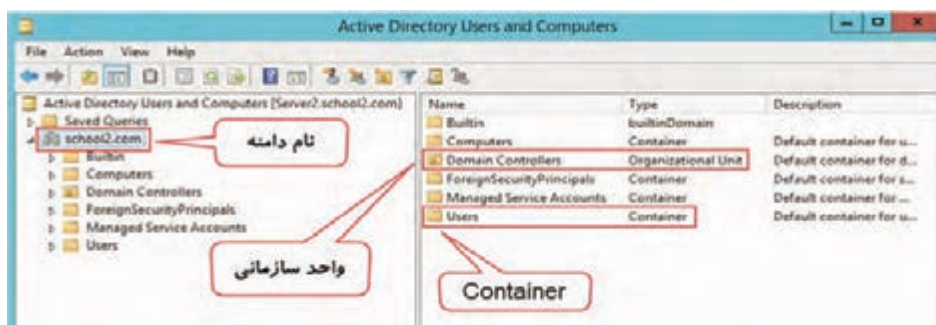 Active Directory Users and Computers
File Action View Help
Active Directory Users and Computers [Server2.school2.com]
Saved Queries
school2.com
Builtin
Computers
Domain Controllers
ForeignSecurityPrincipals
Managed Service Accounts
Users
نام دامنه
واحد سازمانی
Name Type Description
Builtin builtinDomain
Computers Container Default container for u...
Domain Controllers Organizational Unit Default container for d...
ForeignSecurityPrincipals Container Default container for s...
Managed Service Accounts Container Default container for ...
Users Container Default container for u...
Container